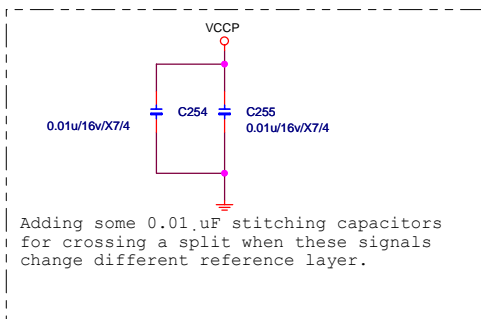 VCCP
C254
C255
0.01u/16v/X7/4
0.01u/16v/X7/4
Adding some 0.01 uF stitching capacitors
for crossing a split when these signals
change different reference layer.